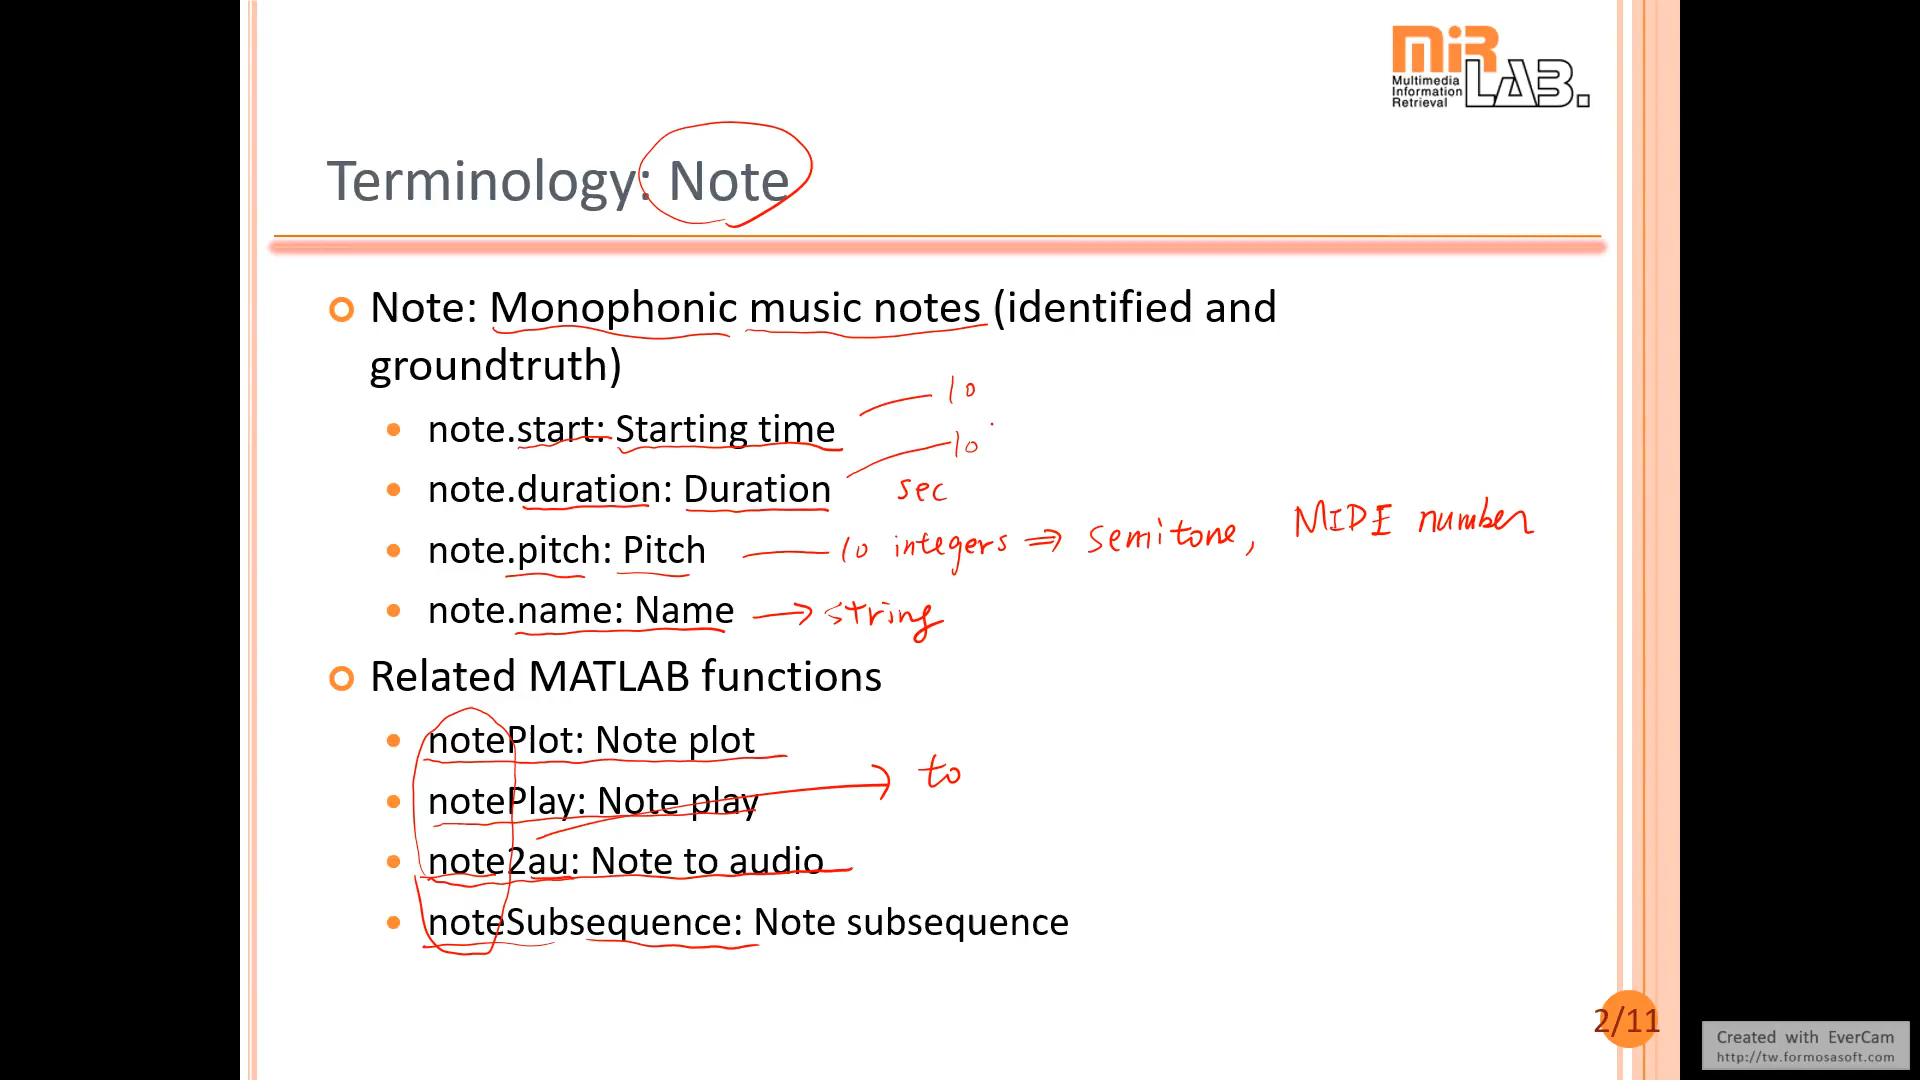 MiR LAB.
Multimedia
Information
Retrieval
Terminology: Note
Note: Monophonic music notes (identified and
groundtruth)
10
note.start: Starting time
10
note.duration: Duration sec
note.pitch: Pitch 10 integers ⇒ semitone, MIDI number
note.name: Name → string
Related MATLAB functions
notePlot: Note plot
to
notePlay: Note play
note2au: Note to audio
noteSubsequence: Note subsequence
2/11
Created with EverCam
http://tw.formosasoft.com